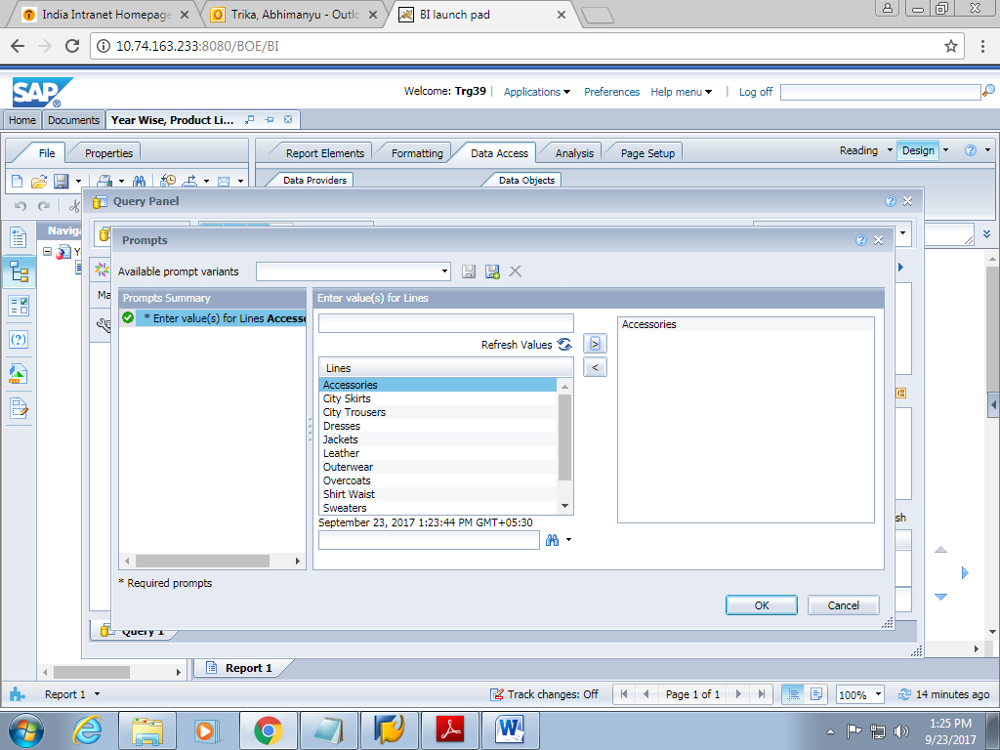 India Intranet Homepage
Trika, Abhimanyu - Outlo
BI launch pad
10.74.163.233:8080/BOE/BI
SAP
Welcome: Trg39
Applications
Preferences
Help menu
Log off
Home
Documents
Year Wise, Product Li...
File
Properties
Report Elements
Formatting
Data Access
Analysis
Page Setup
Reading
Design
Data Providers
Data Objects
Query Panel
Prompts
Available prompt variants
Prompts Summary
Enter value(s) for Lines
* Enter value(s) for Lines Accesso
Refresh Values
>
<
Lines
Accessories
City Skirts
City Trousers
Dresses
Jackets
Leather
Outerwear
Overcoats
Shirt Waist
Sweaters
September 23, 2017 1:23:44 PM GMT+05:30
Accessories
* Required prompts
OK
Cancel
Query 1
Report 1
Report 1
Track changes: Off
Page 1 of 1
100%
14 minutes ago
1:25 PM
9/23/2017